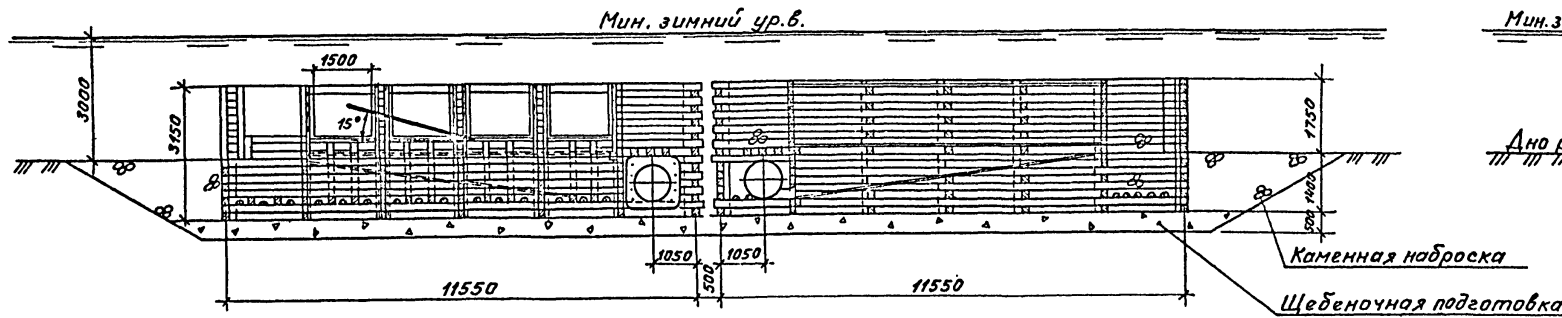 Мин. зимний ур.в.
Мин.з
1500
3000
3150
15°
1750
Дно р
1400
500
1050
500
1050
Каменная наброска
11550
11550
Щебеночная подготовка